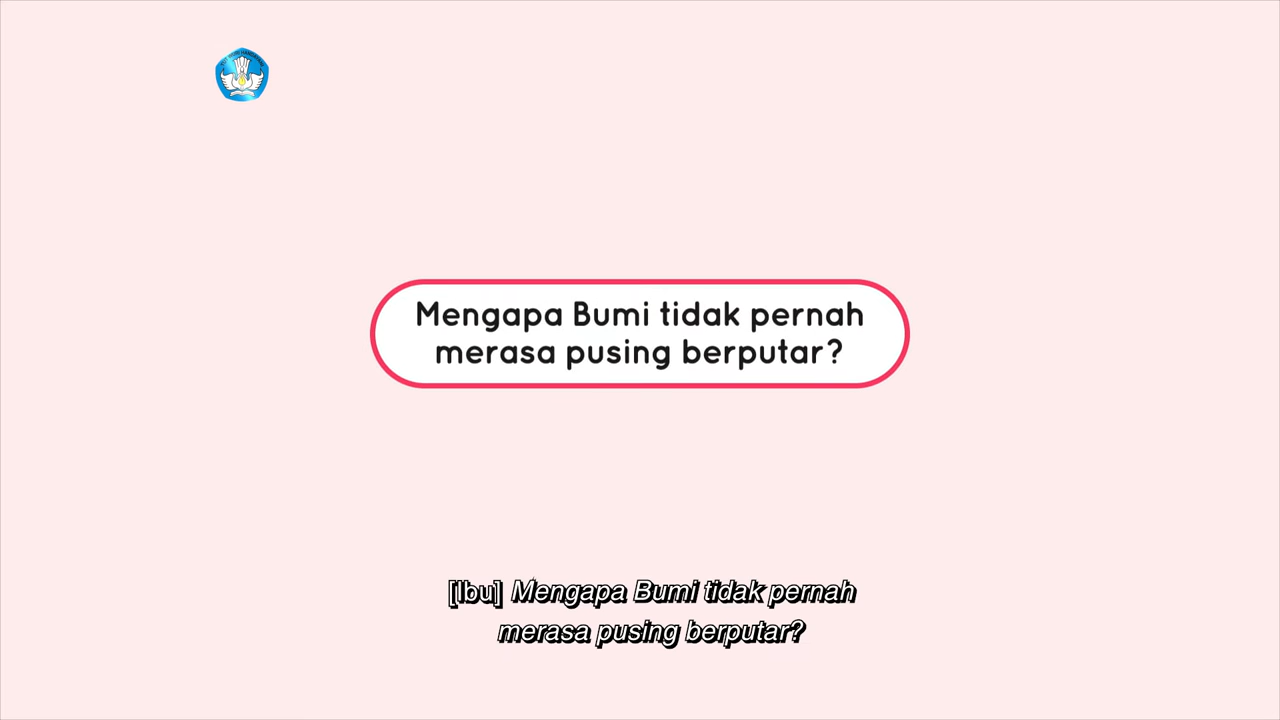 Mengapa Bumi tidak pernah
merasa pusing berputar?
[Ibu] Mengapa Bumi tidak pernah
merasa pusing berputar?